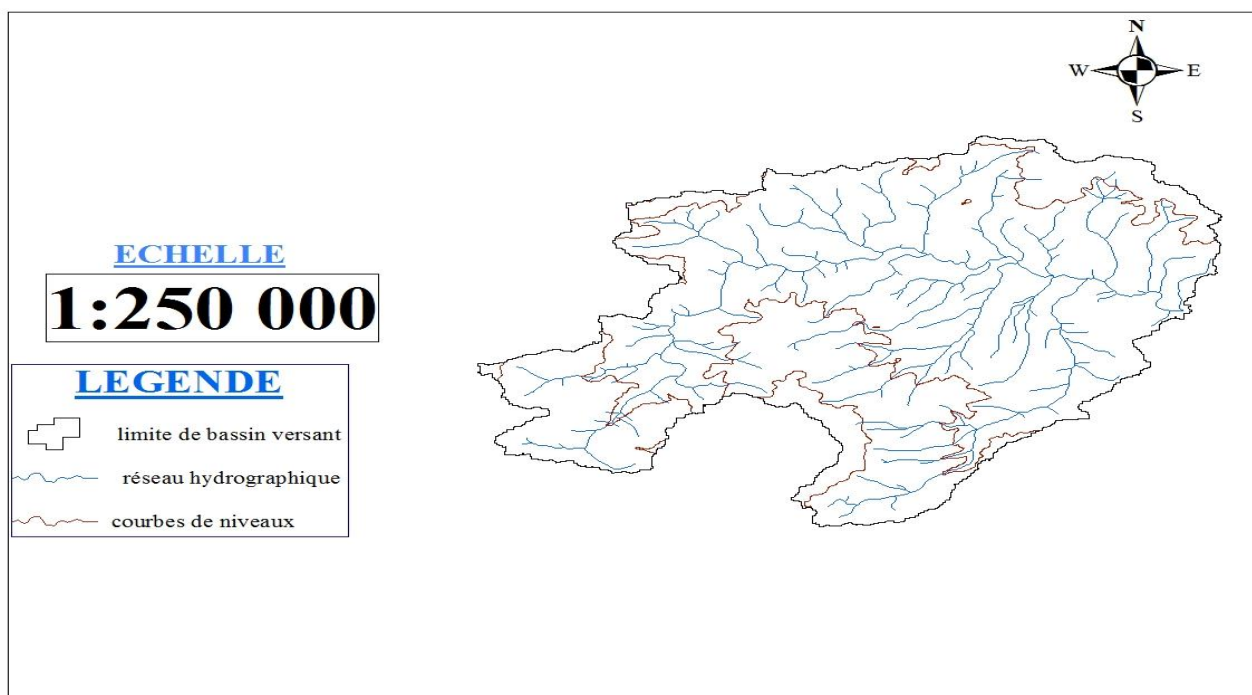 N
W E
S
ECHELLE
1:250 000
LEGENDE
limite de bassin versant
réseau hydrographique
courbes de niveaux